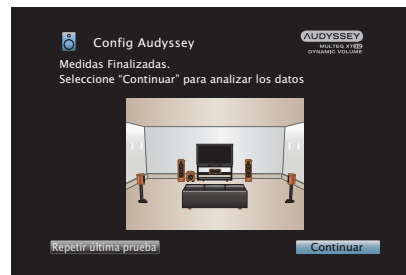 Config Audyssey
AUDYSSEY
MULTEQ XT32
DYNAMIC VOLUME
Medidas Finalizadas.
Seleccione “Continuar” para analizar los datos
Repetir última prueba
Continuar